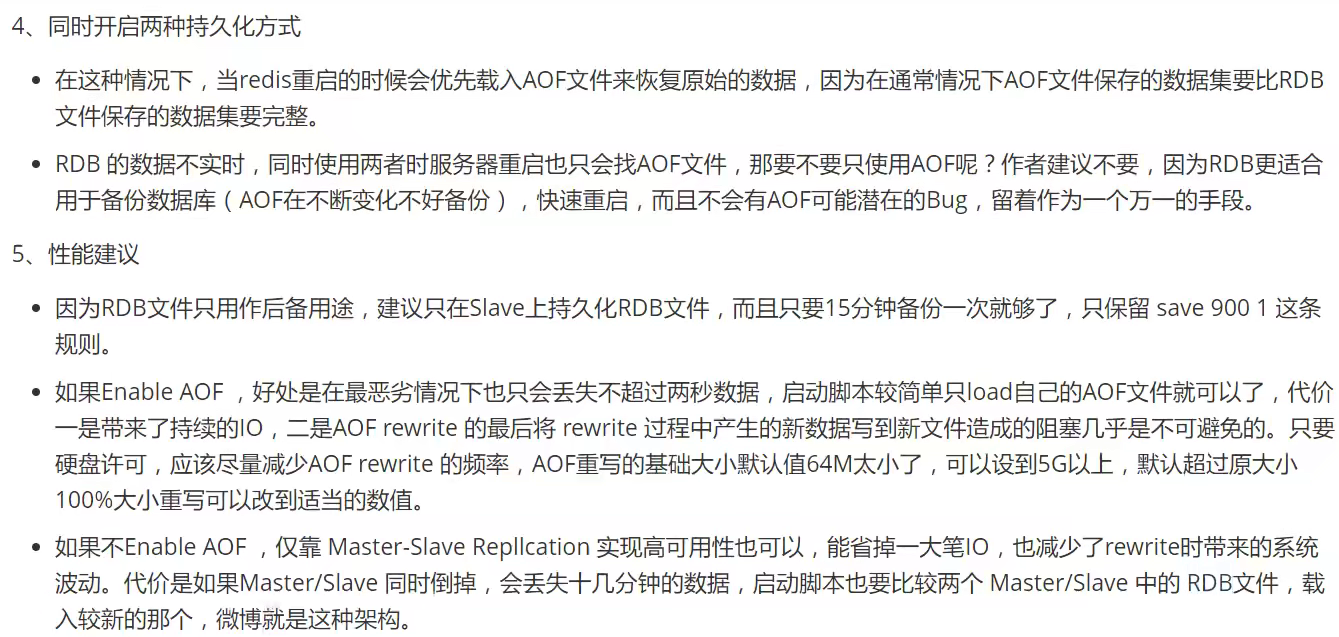 4、同时开启两种持久化方式
• 在这种情况下，当redis重启的时候会优先载入AOF文件来恢复原始的数据，因为在通常情况下AOF文件保存的数据集要比RDB
文件保存的数据集要完整。
• RDB 的数据不实时，同时使用两者时服务器重启也只会找AOF文件，那要不要只使用AOF呢？作者建议不要，因为RDB更适合
用于备份数据库（AOF在不断变化不好备份），快速重启，而且不会有AOF可能潜在的Bug，留着作为一个万一的手段。
5、性能建议
• 因为RDB文件只用作后备用途，建议只在Slave上持久化RDB文件，而且只要15分钟备份一次就够了，只保留 save 900 1 这条
规则。
• 如果Enable AOF ，好处是在最恶劣情况下也只会丢失不超过两秒数据，启动脚本较简单只load自己的AOF文件就可以了，代价
一是带来了持续的IO，二是AOF rewrite 的最后将 rewrite 过程中产生的新数据写到新文件造成的阻塞几乎是不可避免的。只要
硬盘许可，应该尽量减少AOF rewrite 的频率，AOF重写的基础大小默认值64M太小了，可以设到5G以上，默认超过原大小
100%大小重写可以改到适当的数值。
• 如果不Enable AOF ，仅靠 Master-Slave Repllcation 实现高可用性也可以，能省掉一大笔IO，也减少了rewrite时带来的系统
波动。代价是如果Master/Slave 同时倒掉，会丢失十几分钟的数据，启动脚本也要比较两个 Master/Slave 中的 RDB文件，载
入较新的那个，微博就是这种架构。